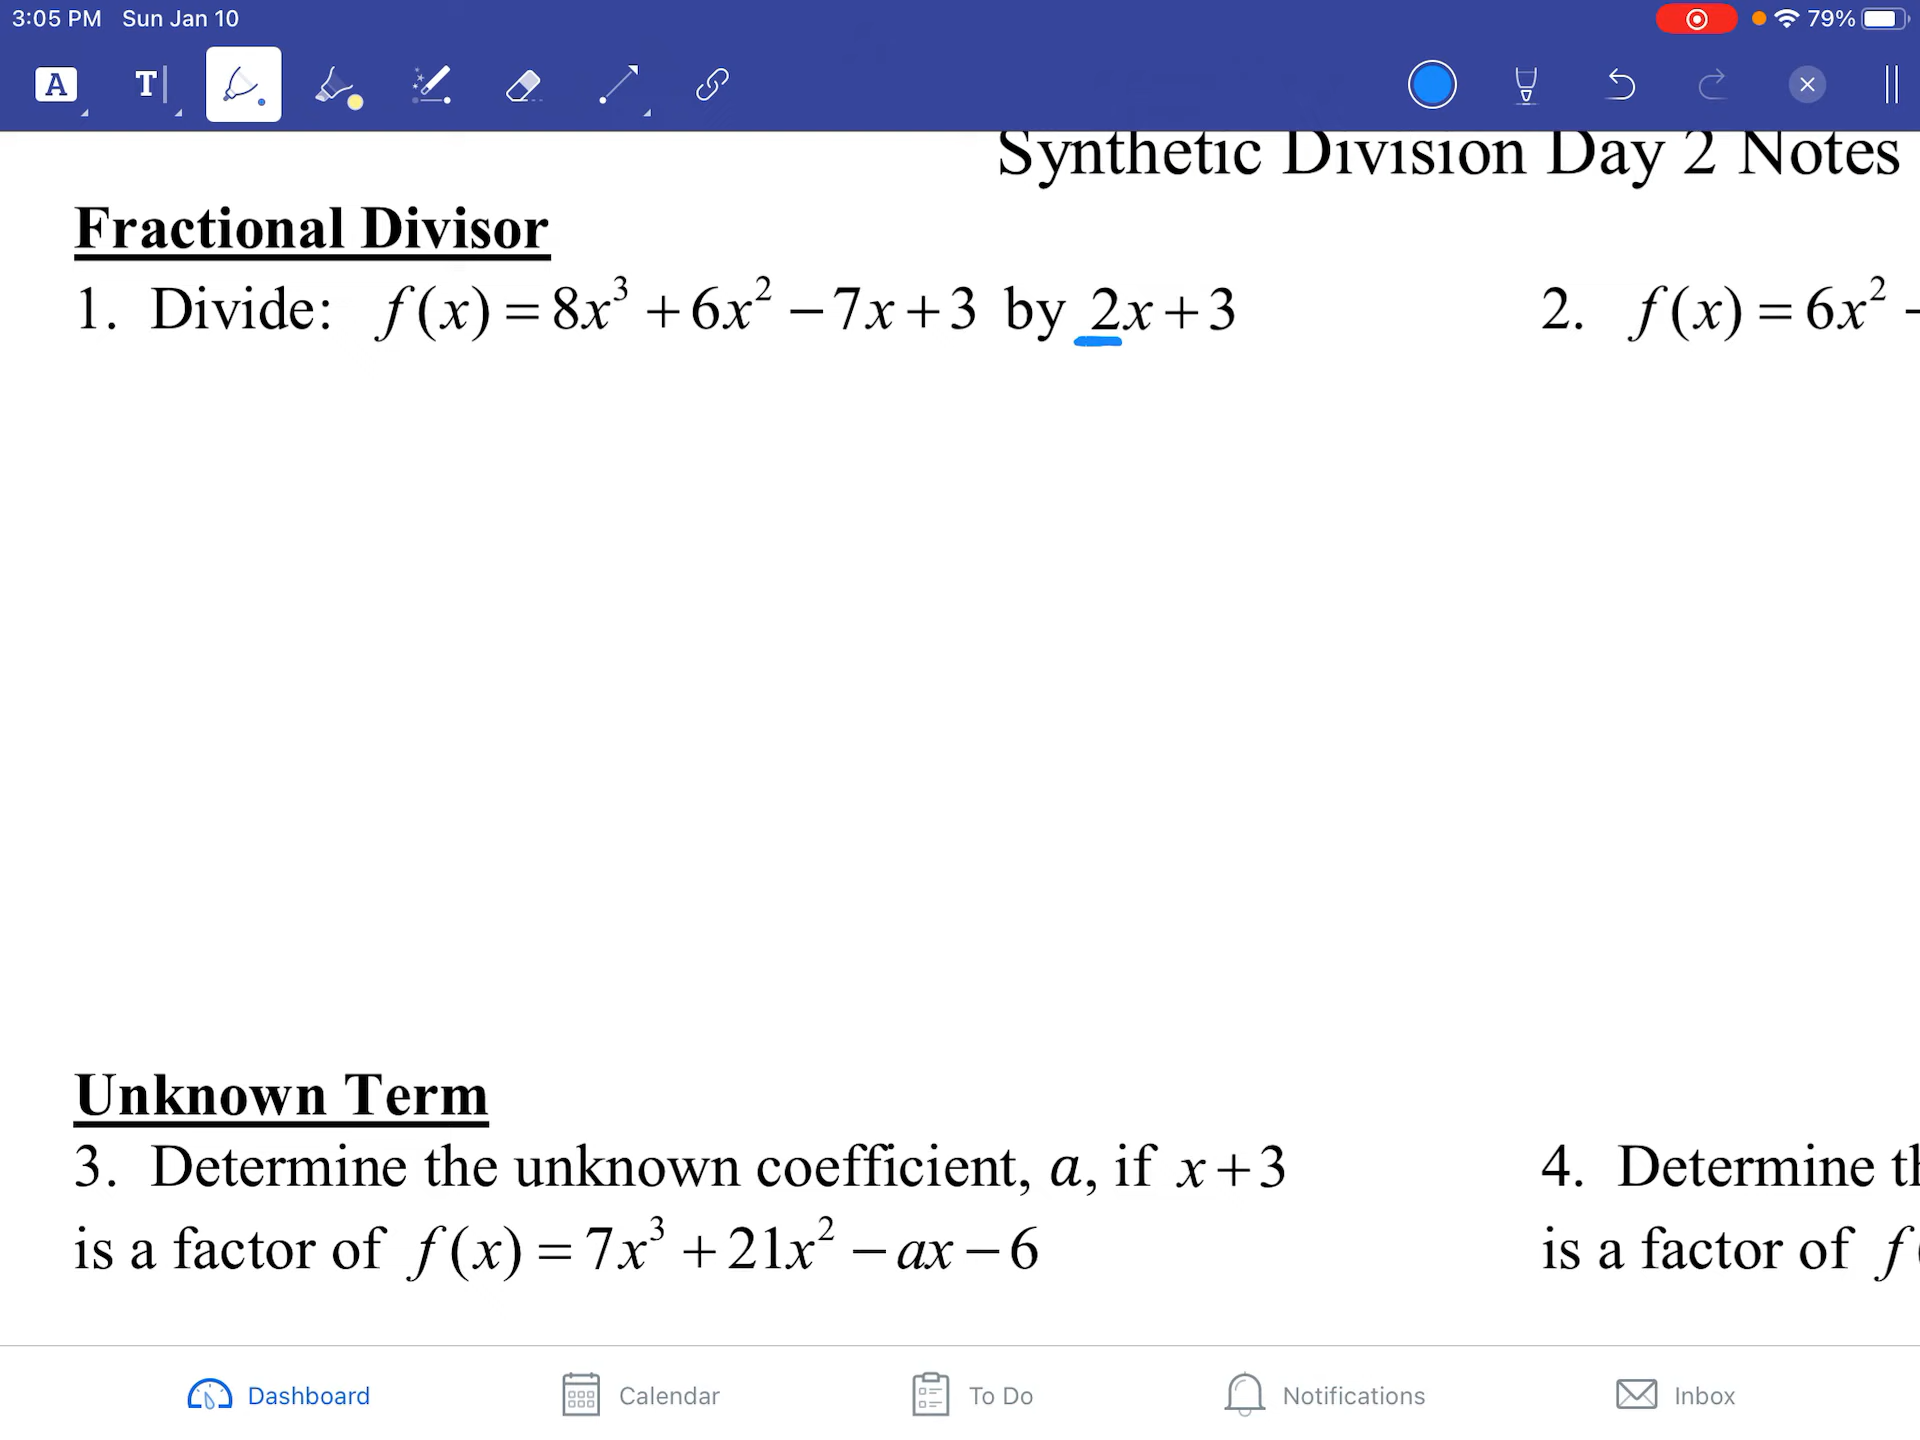 3:05 PM Sun Jan 10 79%
A T
Synthetic Division Day 2 Notes
Fractional Divisor
1. Divide: f(x) = 8x³ + 6x² − 7x + 3 by 2x + 3
2. f(x) = 6x² -
Unknown Term
3. Determine the unknown coefficient, a, if x + 3
is a factor of f(x) = 7x³ + 21x² − ax − 6
4. Determine th
is a factor of f(
Dashboard Calendar To Do Notifications Inbox